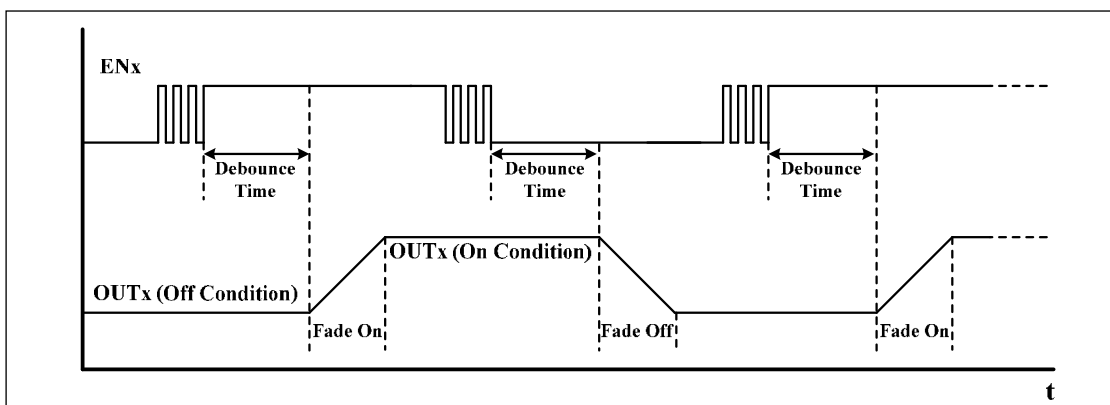 ENx
Debounce
Time
Debounce
Time
Debounce
Time
OUTx (On Condition)
OUTx (Off Condition)
Fade On
Fade Off
Fade On
t